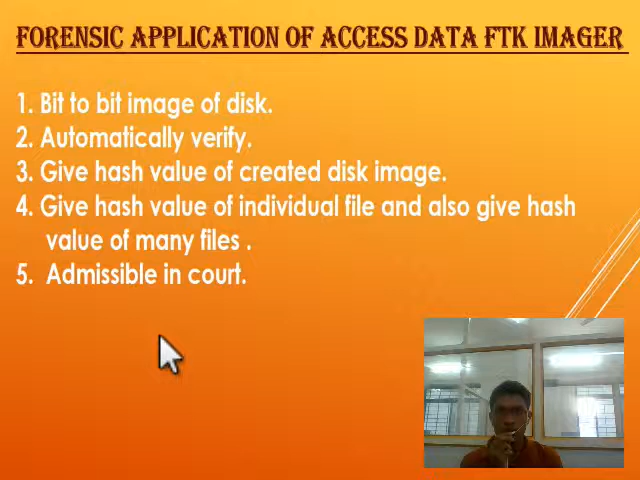 FORENSIC APPLICATION OF ACCESS DATA FTK IMAGER
1. Bit to bit image of disk.
2. Automatically verify.
3. Give hash value of created disk image.
4. Give hash value of individual file and also give hash
value of many files .
5. Admissible in court.